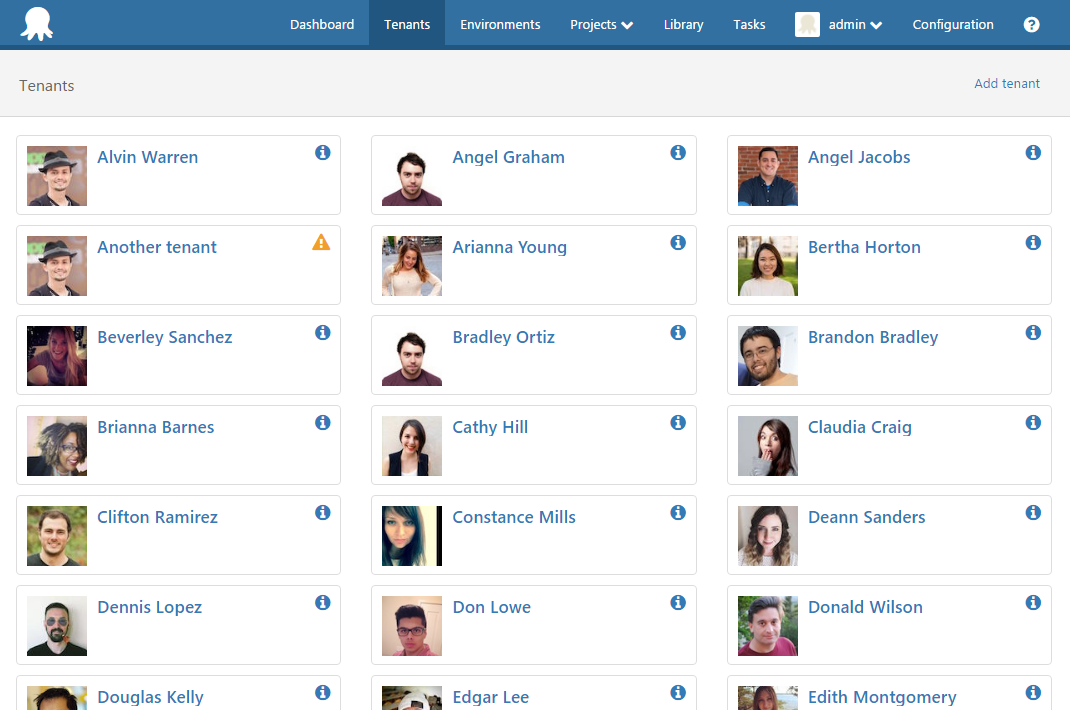 Dashboard Tenants Environments Projects Library Tasks admin Configuration ?
Tenants Add tenant
Alvin Warren Angel Graham Angel Jacobs
Another tenant Arianna Young Bertha Horton
Beverley Sanchez Bradley Ortiz Brandon Bradley
Brianna Barnes Cathy Hill Claudia Craig
Clifton Ramirez Constance Mills Deann Sanders
Dennis Lopez Don Lowe Donald Wilson
Douglas Kelly Edgar Lee Edith Montgomery